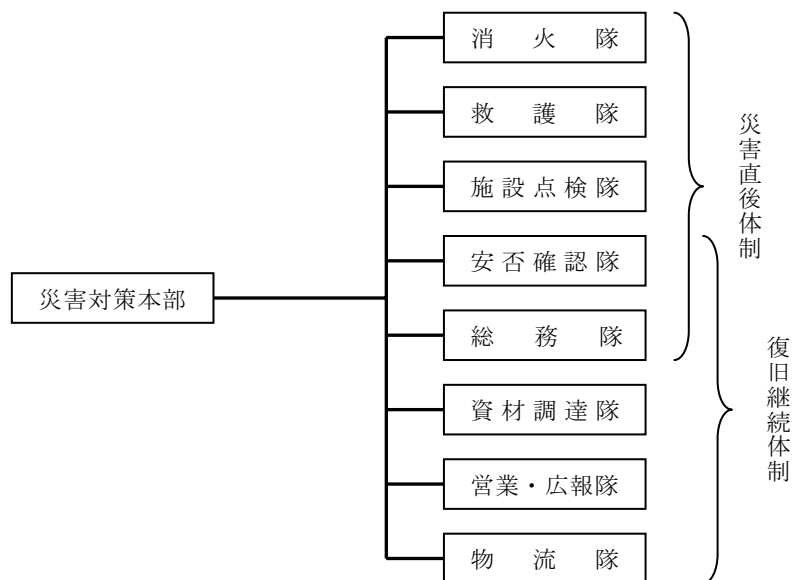 消火隊
救護隊
施設点検隊
安否確認隊
総務隊
資材調達隊
営業・広報隊
物流隊
災害対策本部
災害直後体制
復旧継続体制